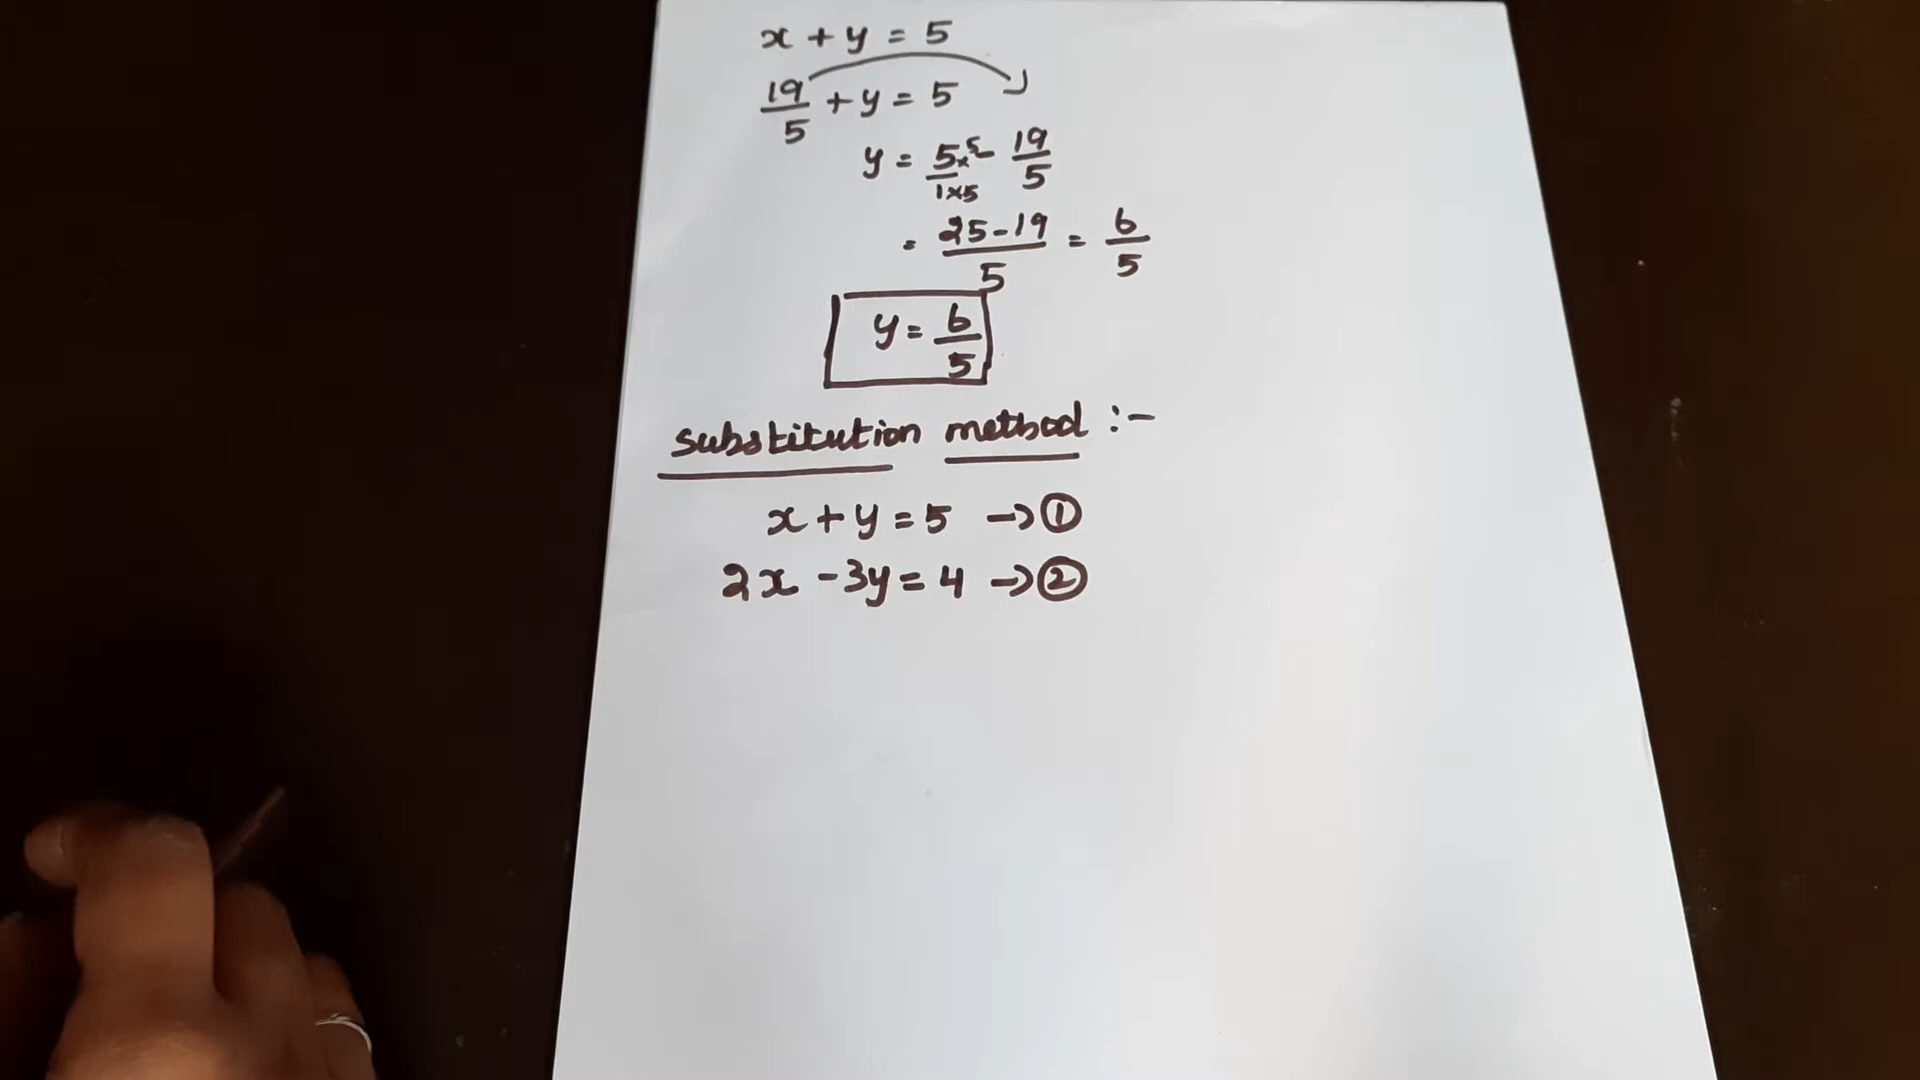 x + y = 5
19/5 + y = 5
y = 5×5/1×5 - 19/5
= 25-19/5 = 6/5
y = 6/5
substitution method :-
x + y = 5 → ①
2x - 3y = 4 → ②